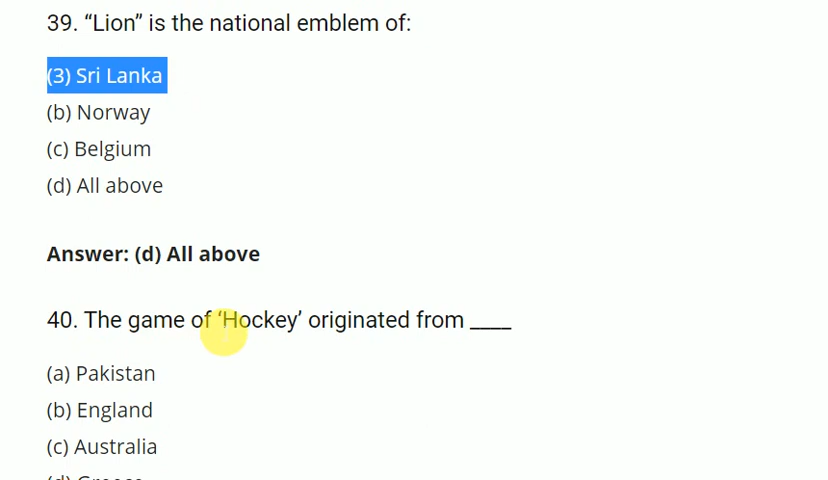 39. “Lion” is the national emblem of:
(3) Sri Lanka
(b) Norway
(c) Belgium
(d) All above
Answer: (d) All above
40. The game of ‘Hockey’ originated from ____
(a) Pakistan
(b) England
(c) Australia
(d) Greece